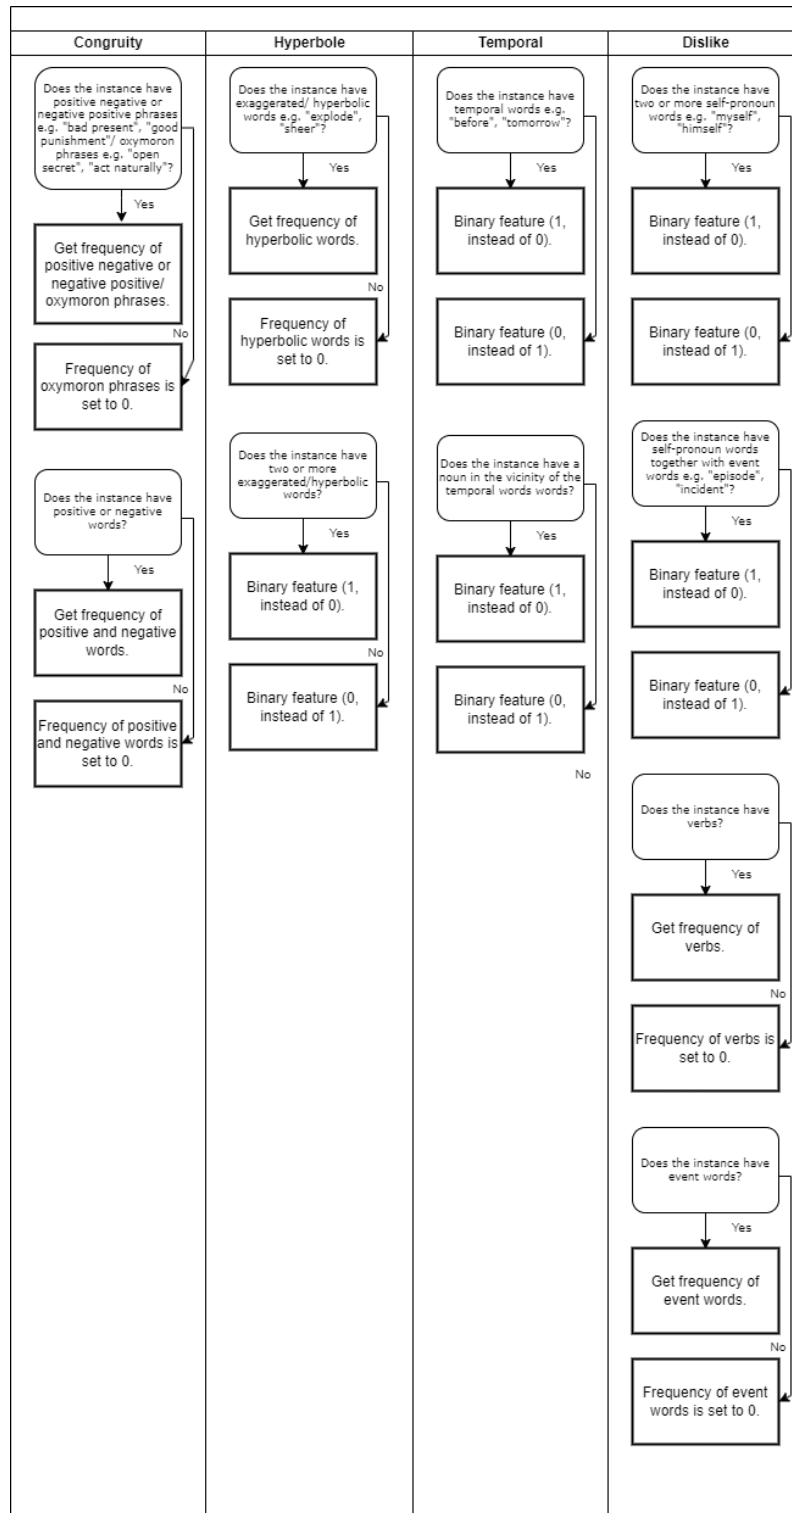 Congruity
Does the instance have
positive negative or
negative positive phrases
e.g. "bad present", "good
punishment"/ oxymoron
phrases e.g. "open
secret", "act naturally"?
Yes
Get frequency of
positive negative or
negative positive/
oxymoron phrases.
No
Frequency of
oxymoron phrases is
set to 0.
Does the instance have
positive or negative
words?
Yes
Get frequency of
positive and negative
words.
No
Frequency of positive
and negative words is
set to 0.
Hyperbole
Does the instance have
exaggerated/ hyperbolic
words e.g. "explode",
"sheer"?
Yes
Get frequency of
hyperbolic words.
No
Frequency of
hyperbolic words is
set to 0.
Does the instance have
two or more
exaggerated/hyperbolic
words?
Yes
Binary feature (1,
instead of 0).
No
Binary feature (0,
instead of 1).
Temporal
Does the instance have
temporal words e.g.
"before", "tomorrow"?
Yes
Binary feature (1,
instead of 0).
Binary feature (0,
instead of 1).
Does the instance have a
noun in the vicinity of the
temporal words words?
Yes
Binary feature (1,
instead of 0).
Binary feature (0,
instead of 1).
No
Dislike
Does the instance have
two or more self-pronoun
words e.g. "myself",
"himself"?
Yes
Binary feature (1,
instead of 0).
Binary feature (0,
instead of 1).
Does the instance have
self-pronoun words
together with event
words e.g. "episode",
"incident"?
Yes
Binary feature (1,
instead of 0).
Binary feature (0,
instead of 1).
Does the instance have
verbs?
Yes
Get frequency of
verbs.
No
Frequency of verbs is
set to 0.
Does the instance have
event words?
Yes
Get frequency of
event words.
No
Frequency of event
words is set to 0.